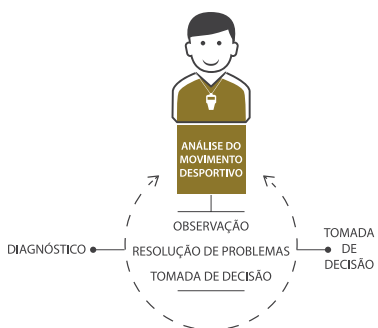 ANÁLISE DO
MOVIMENTO
DESPORTIVO
OBSERVAÇÃO
DIAGNÓSTICO
RESOLUÇÃO DE PROBLEMAS
TOMADA DE DECISÃO
TOMADA
DE
DECISÃO